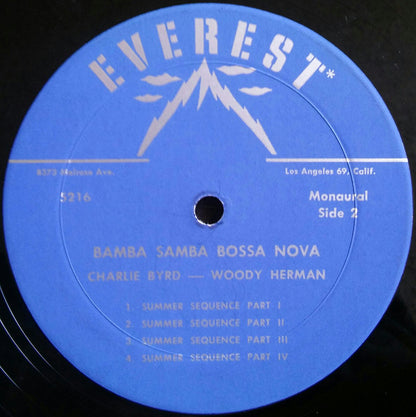 EVEREST*
8373 Melrose Ave.
Los Angeles 69, Calif.
5216
Monaural
Side 2
BAMBA SAMBA BOSSA NOVA
CHARLIE BYRD — WOODY HERMAN
1. SUMMER SEQUENCE PART I
2. SUMMER SEQUENCE PART II
3. SUMMER SEQUENCE PART III
4. SUMMER SEQUENCE PART IV